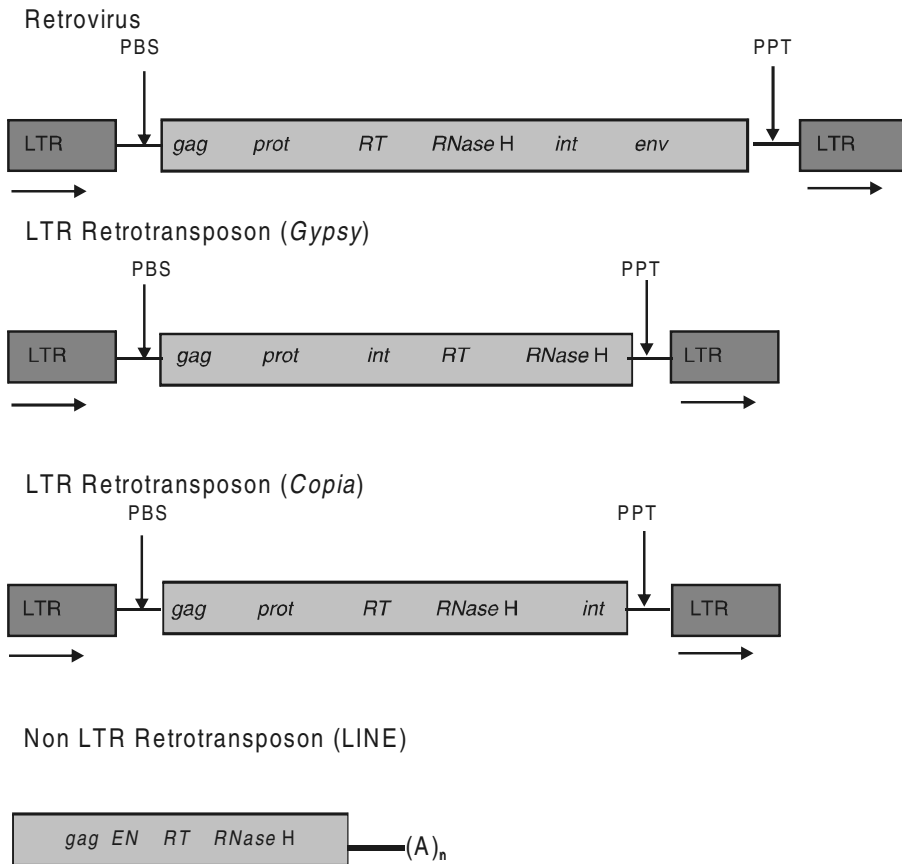 Retrovirus
PBS PPT
LTR gag prot RT RNase H int env LTR
LTR Retrotransposon (Gypsy)
PBS PPT
LTR gag prot int RT RNase H LTR
LTR Retrotransposon (Copia)
PBS PPT
LTR gag prot RT RNase H int LTR
Non LTR Retrotransposon (LINE)
gag EN RT RNase H (A)n